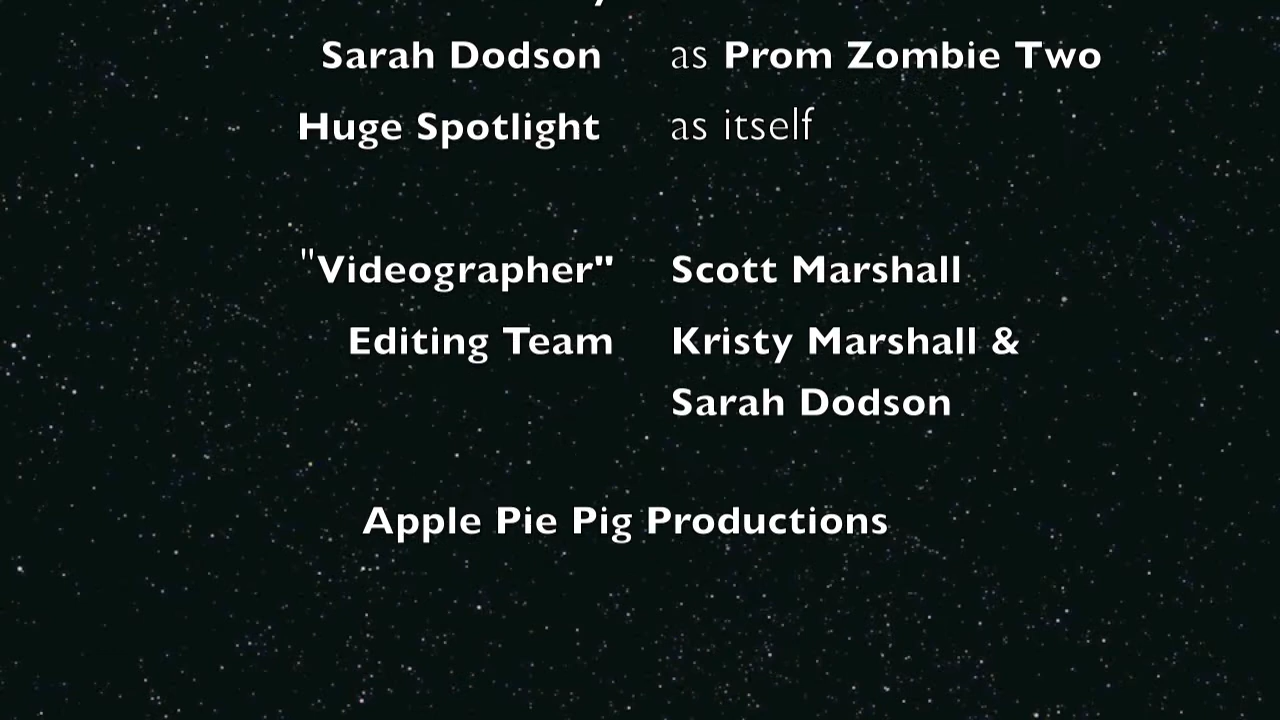 Sarah Dodson as Prom Zombie Two
Huge Spotlight as itself
"Videographer" Scott Marshall
Editing Team Kristy Marshall &
Sarah Dodson
Apple Pie Pig Productions